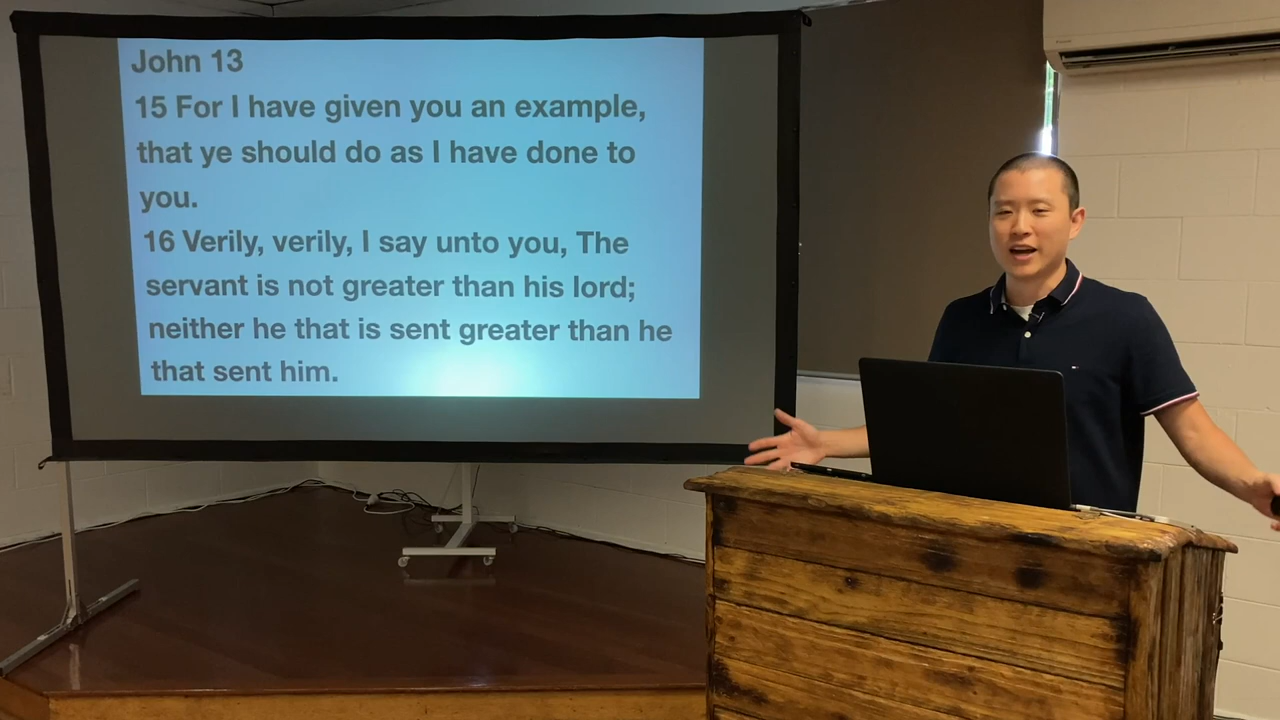 John 13
15 For I have given you an example,
that ye should do as I have done to
you.
16 Verily, verily, I say unto you, The
servant is not greater than his lord;
neither he that is sent greater than he
that sent him.